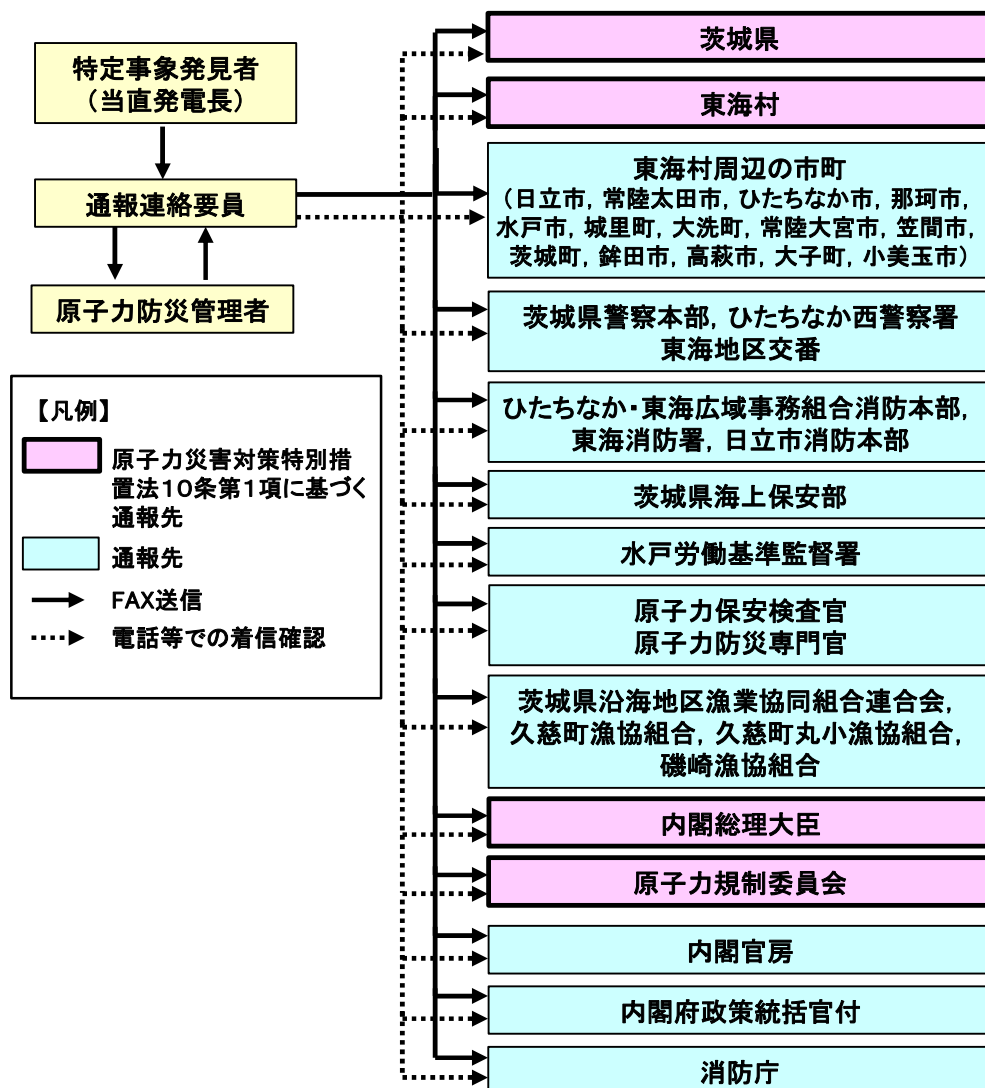 特定事象発見者
（当直発電長）
通報連絡要員
原子力防災管理者
【凡例】
原子力災害対策特別措
置法１０条第１項に基づく
通報先
通報先
FAX送信
電話等での着信確認
茨城県
東海村
東海村周辺の市町
（日立市，常陸太田市，ひたちなか市，那珂市，
水戸市，城里町，大洗町，常陸大宮市，笠間市，
茨城町，鉾田市，高萩市，大子町，小美玉市）
茨城県警察本部，ひたちなか西警察署
東海地区交番
ひたちなか・東海広域事務組合消防本部，
東海消防署，日立市消防本部
茨城県海上保安部
水戸労働基準監督署
原子力保安検査官
原子力防災専門官
茨城県沿海地区漁業協同組合連合会，
久慈町漁協組合，久慈町丸小漁協組合，
磯崎漁協組合
内閣総理大臣
原子力規制委員会
内閣官房
内閣府政策統括官付
消防庁